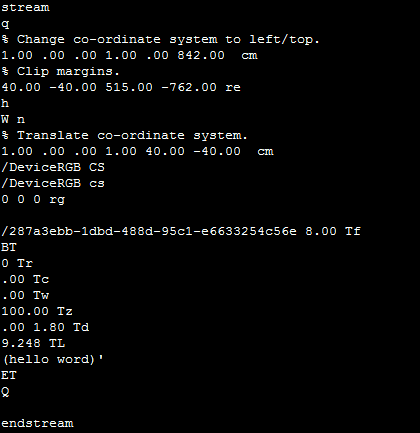 stream
q
% Change co-ordinate system to left/top.
1.00 .00 .00 1.00 .00 842.00  cm
% Clip margins.
40.00 -40.00 515.00 -762.00 re
h
W n
% Translate co-ordinate system.
1.00 .00 .00 1.00 40.00 -40.00  cm
/DeviceRGB CS
/DeviceRGB cs
0 0 0 rg
/287a3ebb-1dbd-488d-95c1-e6633254c56e 8.00 Tf
BT
0 Tr
.00 Tc
.00 Tw
100.00 Tz
.00 1.80 Td
9.248 TL
(hello word)'
ET
Q
endstream